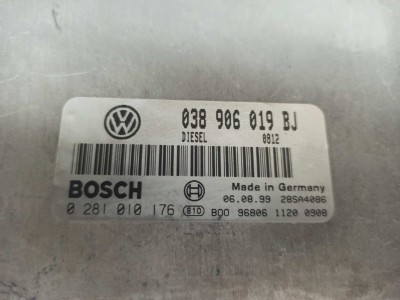 038 906 019 BJ
DIESEL 0812
BOSCH
Made in Germany
06.08.99 28SA4086
0 281 010 176 e10 B00 96806 1120 0908